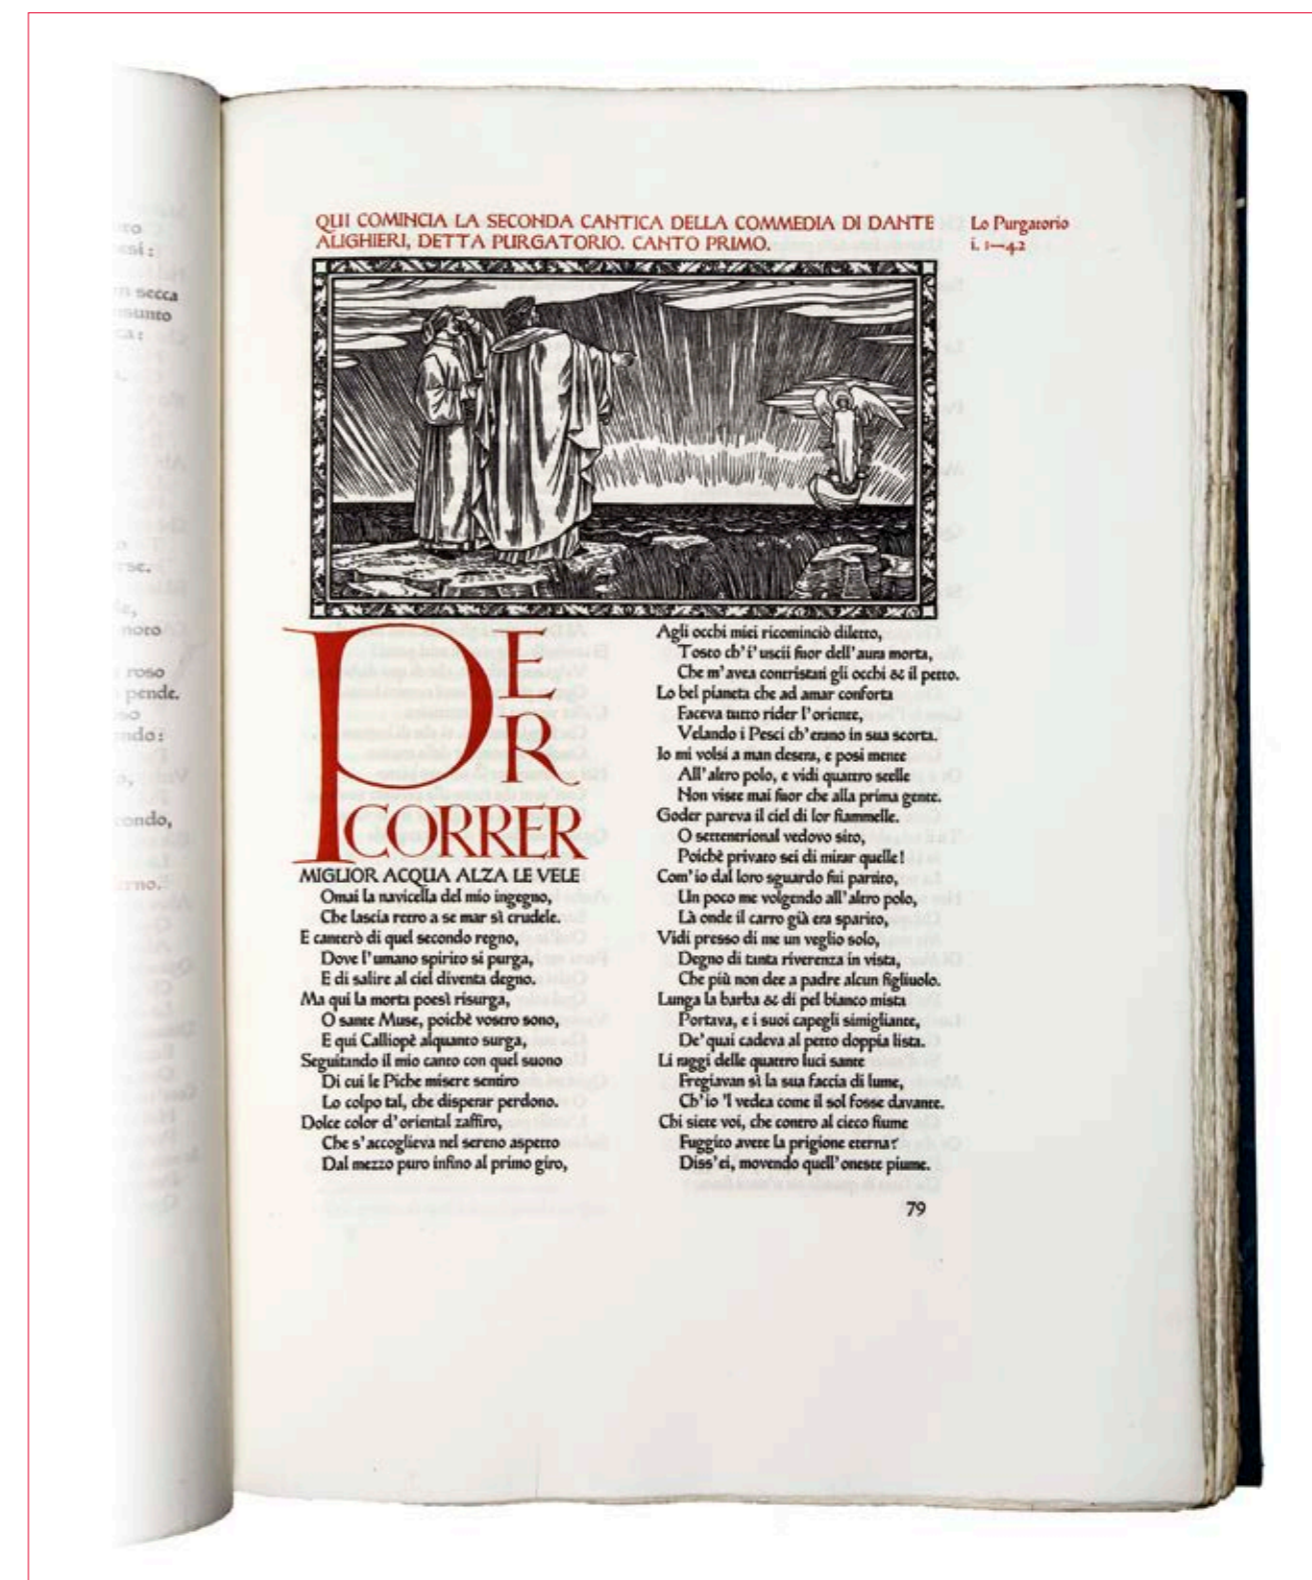 QUI COMINCIA LA SECONDA CANTICA DELLA COMMEDIA DI DANTE
ALIGHIERI, DETTA PURGATORIO. CANTO PRIMO.
Lo Purgatorio
i. 1—42
PER
CORRER
MIGLIOR ACQUA ALZA LE VELE
Omai la navicella del mio ingegno,
Che lascia retro a se mar sì crudele.
E canterò di quel secondo regno,
Dove l'umano spirito si purga,
E di salire al ciel diventa degno.
Ma qui la morta poesì risurga,
O sante Muse, poichè vostro sono,
E qui Calliopè alquanto surga,
Seguitando il mio canto con quel suono
Di cui le Piche misere sentiro
Lo colpo tal, che disperar perdono.
Dolce color d'oriental zaffiro,
Che s'accoglieva nel sereno aspetto
Dal mezzo puro infino al primo giro,
Agli occhi miei ricominciò diletto,
Tosto ch'i' uscii fuor dell'aura morta,
Che m'avea contristati gli occhi & il petto.
Lo bel pianeta che ad amar conforta
Faceva tutto rider l'oriente,
Velando i Pesci ch'erano in sua scorta.
Io mi volsi a man destra, e posi mente
All'altro polo, e vidi quattro stelle
Non viste mai fuor che alla prima gente.
Goder pareva il ciel di lor fiammelle.
O settentrional vedovo sito,
Poichè privato sei di mirar quelle!
Com'io dal loro sguardo fui partito,
Un poco me volgendo all'altro polo,
Là onde il carro già era sparito,
Vidi presso di me un veglio solo,
Degno di tanta riverenza in vista,
Che più non dee a padre alcun figliuolo.
Lunga la barba & di pel bianco mista
Portava, e i suoi capegli simigliante,
De' quai cadeva al petto doppia lista.
Li raggi delle quattro luci sante
Fregiavan sì la sua faccia di lume,
Ch'io 'l vedea come il sol fosse davante.
Chi siete voi, che contro al cieco fiume
Fuggito avete la prigione eterna?
Diss'ei, movendo quell'oneste piume.
79
secca
noto
roso
pende.